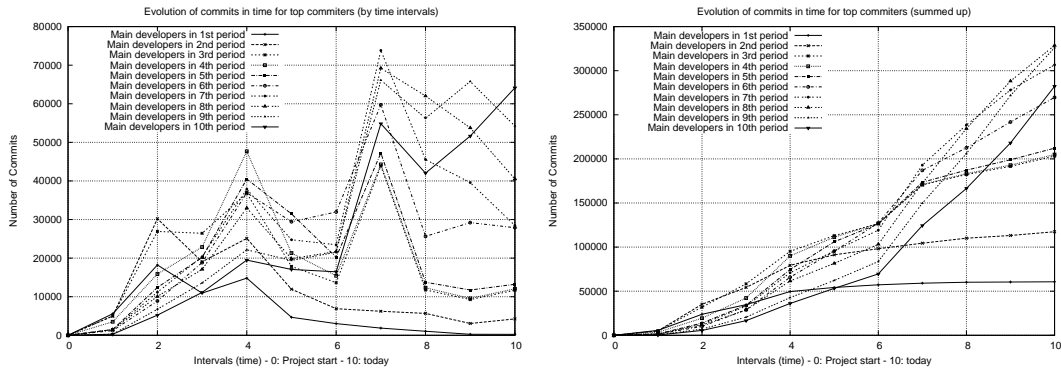 Evolution of commits in time for top commiters (by time intervals)
80000
70000
60000
50000
40000
30000
20000
10000
0
Number of Commits
Main developers in 1st period
Main developers in 2nd period
Main developers in 3rd period
Main developers in 4th period
Main developers in 5th period
Main developers in 6th period
Main developers in 7th period
Main developers in 8th period
Main developers in 9th period
Main developers in 10th period
0 2 4 6 8 10
Intervals (time) - 0: Project start - 10: today
Evolution of commits in time for top commiters (summed up)
350000
300000
250000
200000
150000
100000
50000
0
Number of Commits
Main developers in 1st period
Main developers in 2nd period
Main developers in 3rd period
Main developers in 4th period
Main developers in 5th period
Main developers in 6th period
Main developers in 7th period
Main developers in 8th period
Main developers in 9th period
Main developers in 10th period
0 2 4 6 8 10
Intervals (time) - 0: Project start - 10: today